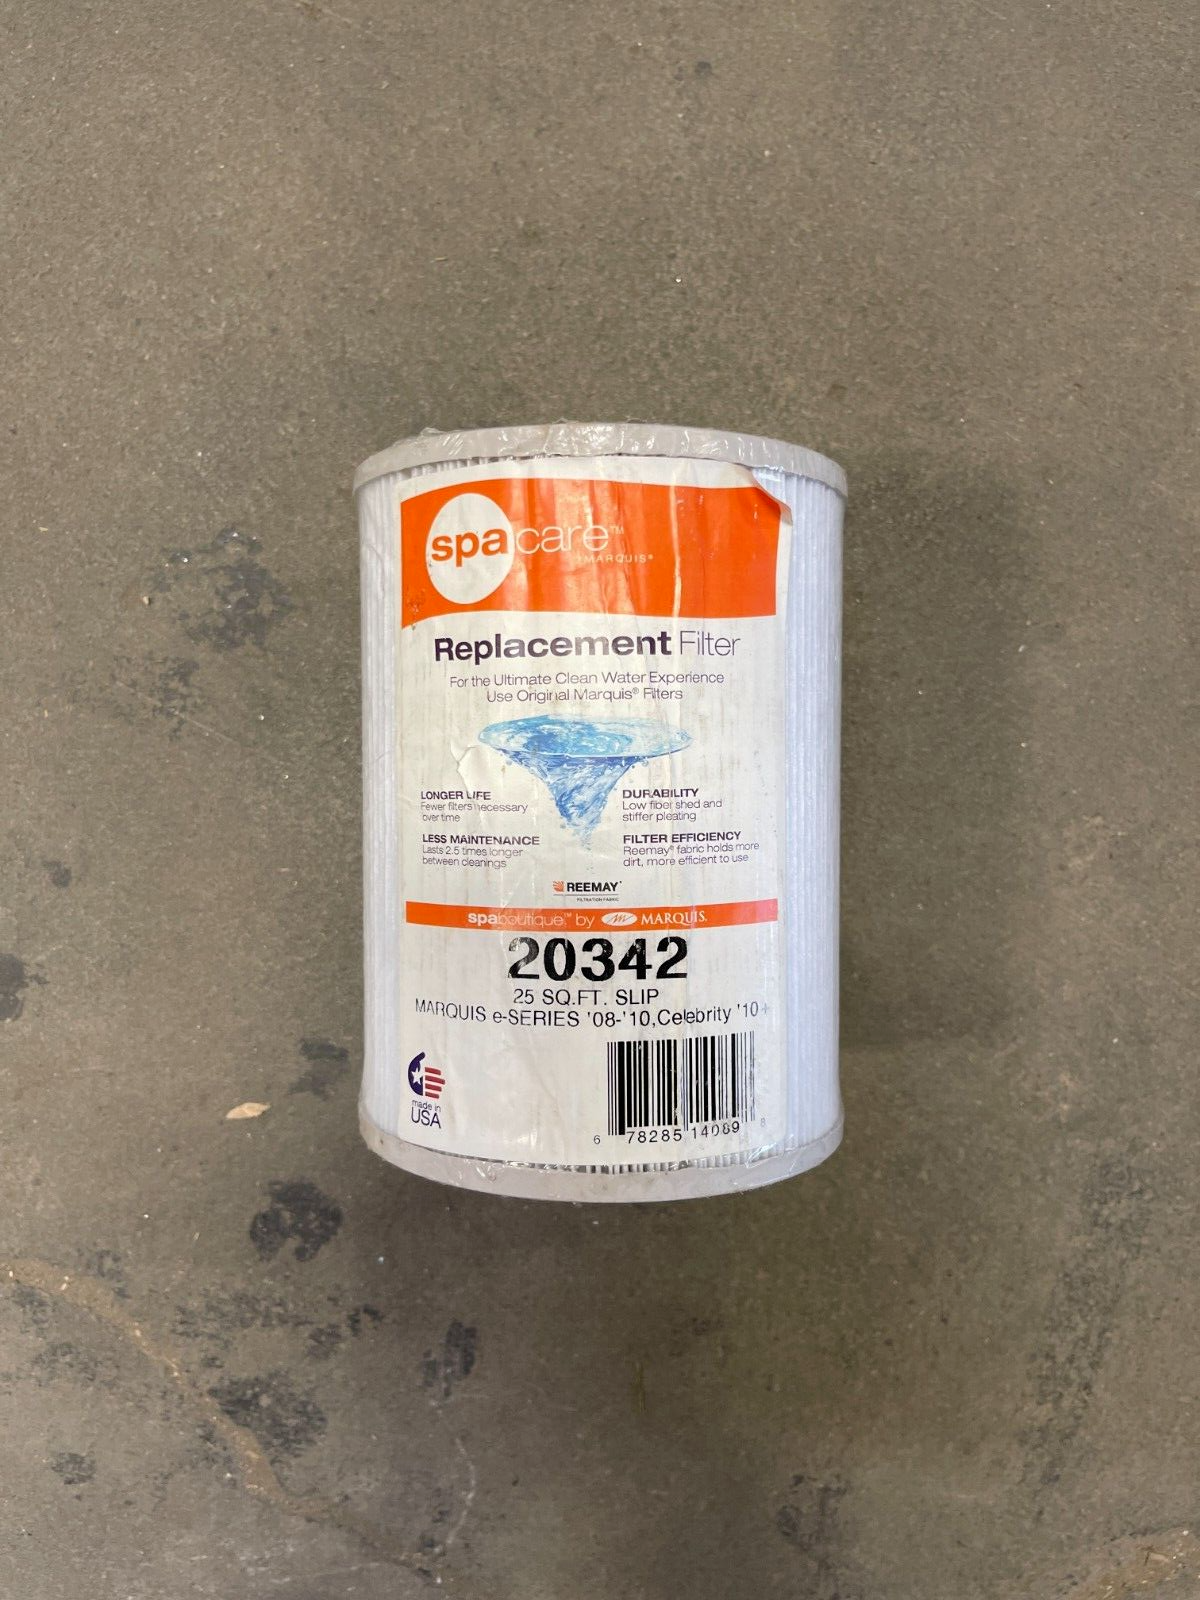 spacare™
MARQUIS®
Replacement Filter
For the Ultimate Clean Water Experience
Use Original Marquis® Filters
LONGER LIFE
Fewer filters necessary
over time
LESS MAINTENANCE
Lasts 2.5 times longer
between cleanings
DURABILITY
Low fiber shed and
stiffer pleating
FILTER EFFICIENCY
Reemay® fabric holds more
dirt, more efficient to use
REEMAY®
FILTRATION FABRIC
spaboutique™ by MARQUIS.
20342
25 SQ.FT. SLIP
MARQUIS e-SERIES '08-'10,Celebrity '10+
made in
USA
6 78285 14089 8